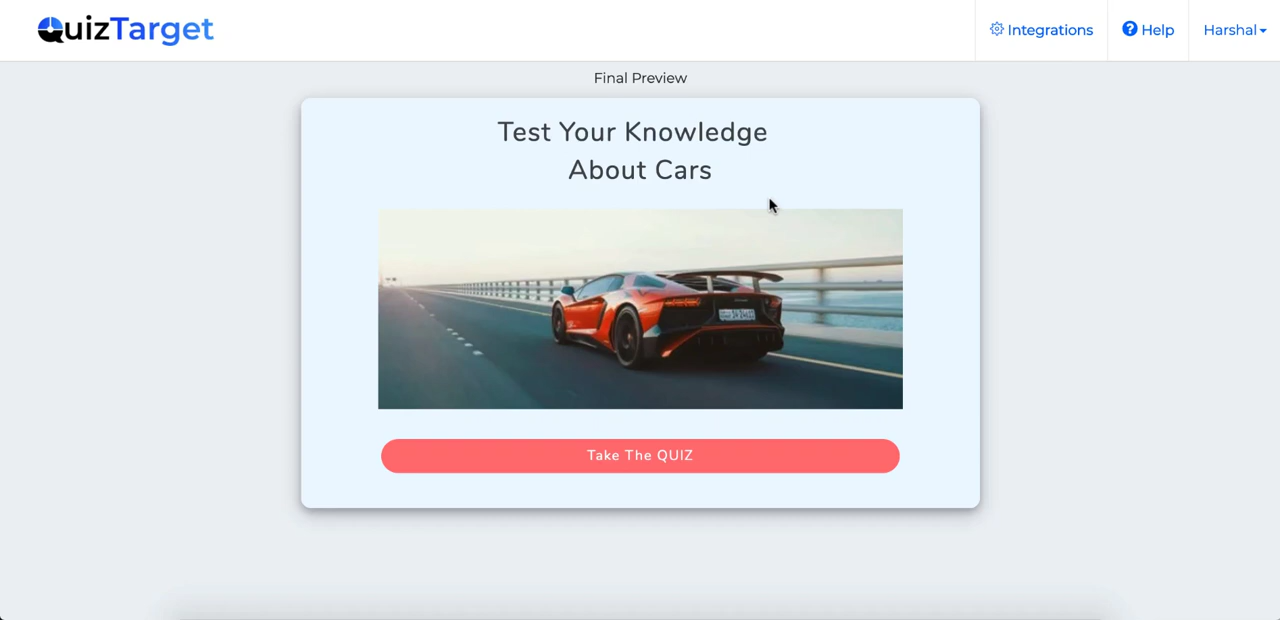 QuizTarget
Integrations
Help
Harshal
Final Preview
Test Your Knowledge
About Cars
Take The QUIZ